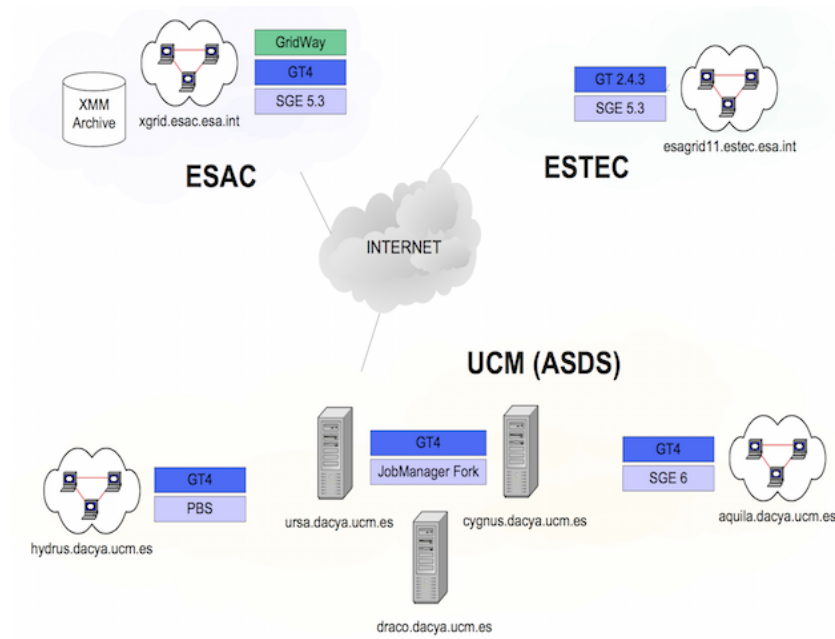 GridWay
GT4
SGE 5.3
XMM
Archive
xgrid.esac.esa.int
ESAC
GT 2.4.3
SGE 5.3
esagrid11.estec.esa.int
ESTEC
INTERNET
UCM (ASDS)
GT4
PBS
hydrus.dacya.ucm.es
GT4
JobManager Fork
ursa.dacya.ucm.es
cygnus.dacya.ucm.es
draco.dacya.ucm.es
GT4
SGE 6
aquila.dacya.ucm.es